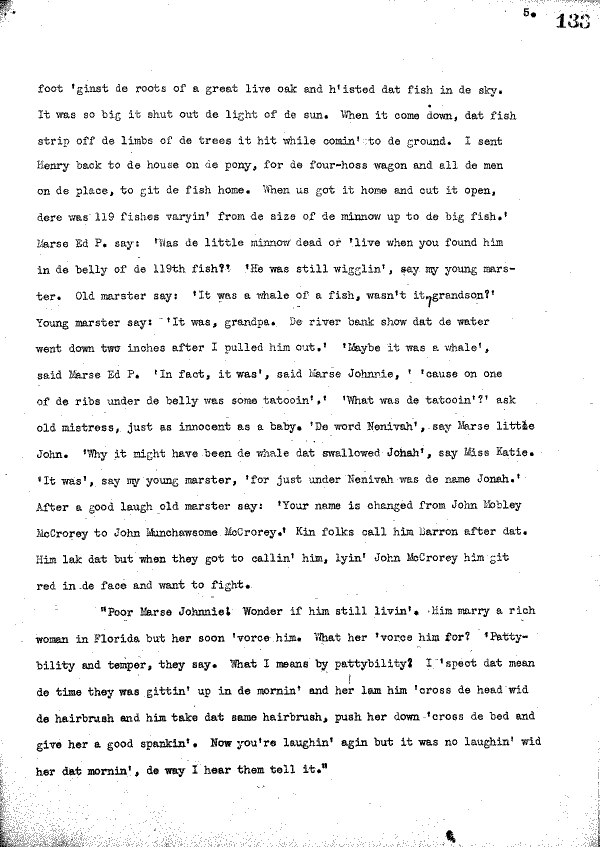 5.
133
foot 'ginst de roots of a great live oak and h'isted dat fish in de sky.
It was so big it shut out de light of de sun. When it come down, dat fish
strip off de limbs of de trees it hit while comin' to de ground. I sent
Henry back to de house on de pony, for de four-hoss wagon and all de men
on de place, to git de fish home. When us got it home and cut it open,
dere was 119 fishes varyin' from de size of de minnow up to de big fish.'
Marse Ed P. say: 'Was de little minnow dead or 'live when you found him
in de belly of de 119th fish?' 'He was still wigglin', say my young mars-
ter. Old marster say: 'It was a whale of a fish, wasn't it, grandson?'
Young marster say: 'It was, grandpa. De river bank show dat de water
went down two inches after I pulled him out.' 'Maybe it was a whale',
said Marse Ed P. 'In fact, it was', said Marse Johnnie, ' 'cause on one
of de ribs under de belly was some tatooin'.' 'What was de tatooin'?' ask
old mistress, just as innocent as a baby. 'De word Nenivah', say Marse little
John. 'Why it might have been de whale dat swallowed Johah', say Miss Katie.
'It was', say my young marster, 'for just under Nenivah was de name Jonah.'
After a good laugh old marster say: 'Your name is changed from John Mobley
McCrorey to John Munchawsome McCrorey.' Kin folks call him Barron after dat.
Him lak dat but when they got to callin' him, lyin' John McCrorey him git
red in de face and want to fight.
"Poor Marse Johnnie! Wonder if him still livin'. Him marry a rich
woman in Florida but her soon 'vorce him. What her 'vorce him for? 'Patty-
bility and temper, they say. What I means by pattybility? I 'spect dat mean
de time they was gittin' up in de mornin' and her lam him 'cross de head wid
de hairbrush and him take dat same hairbrush, push her down 'cross de bed and
give her a good spankin'. Now you're laughin' agin but it was no laughin' wid
her dat mornin', de way I hear them tell it."